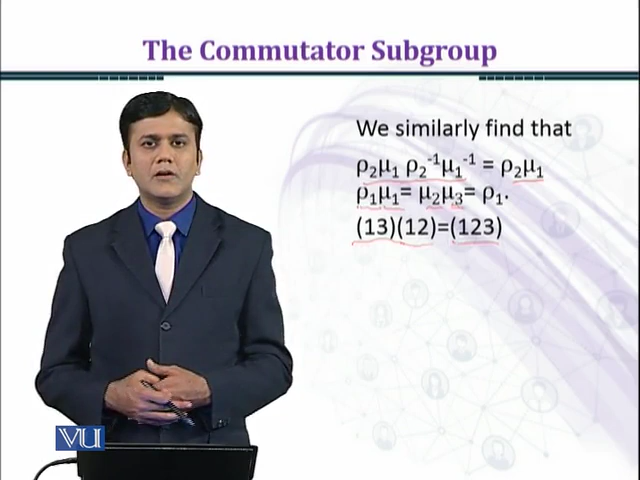 The Commutator Subgroup
We similarly find that
ρ₂μ₁ ρ₂⁻¹μ₁⁻¹ = ρ₂μ₁
ρ₁μ₁= μ₂μ₃= ρ₁.
(13)(12)=(123)
VU